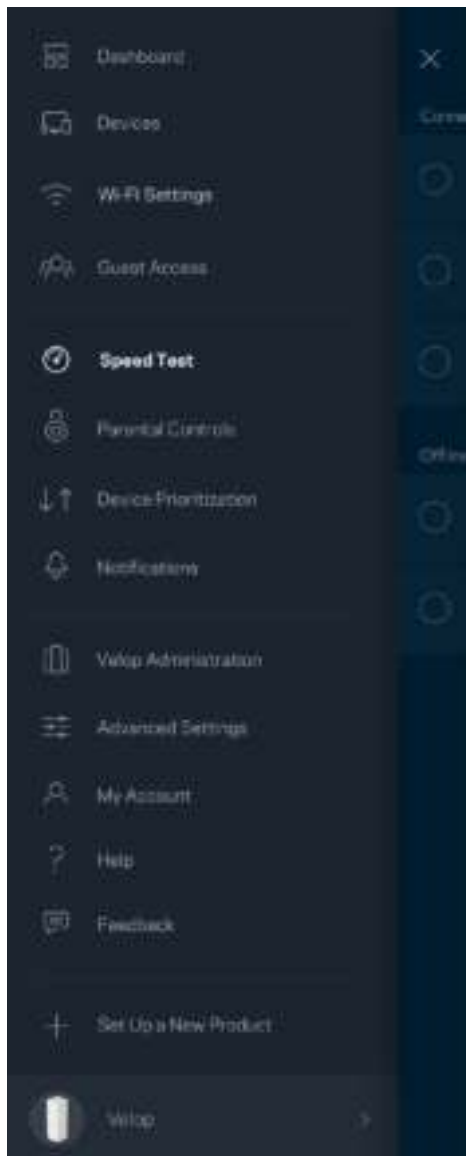 Dashboard
Devices
Wi-Fi Settings
Guest Access
Speed Test
Parental Controls
Device Prioritization
Notifications
Velop Administration
Advanced Settings
My Account
Help
Feedback
Set Up a New Product
Velop
Offline